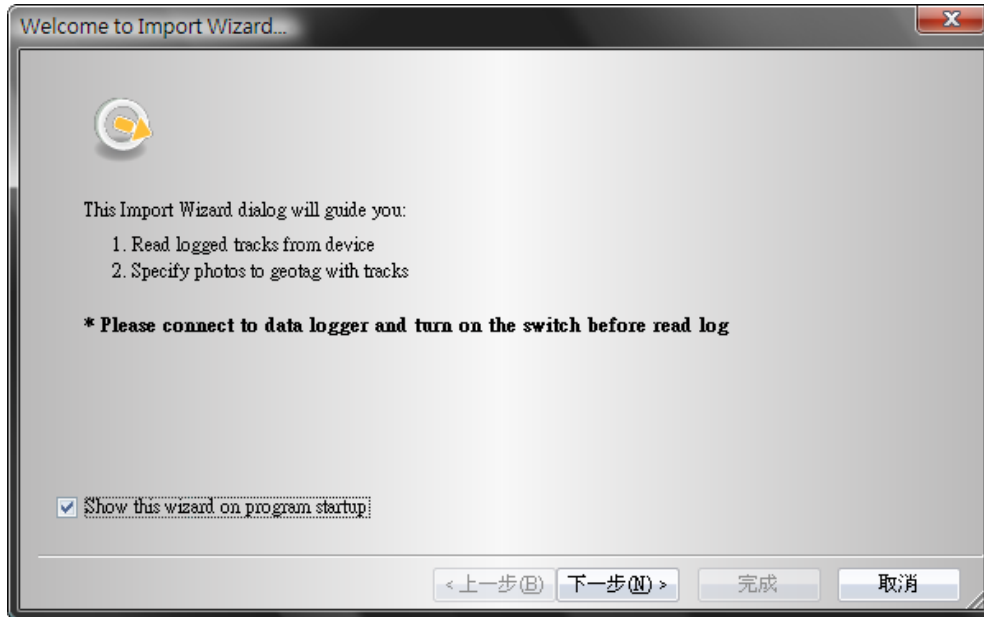 Welcome to Import Wizard...
This Import Wizard dialog will guide you:
1. Read logged tracks from device
2. Specify photos to geotag with tracks
* Please connect to data logger and turn on the switch before read log
Show this wizard on program startup
<上一步(B) 下一步(N)> 完成 取消